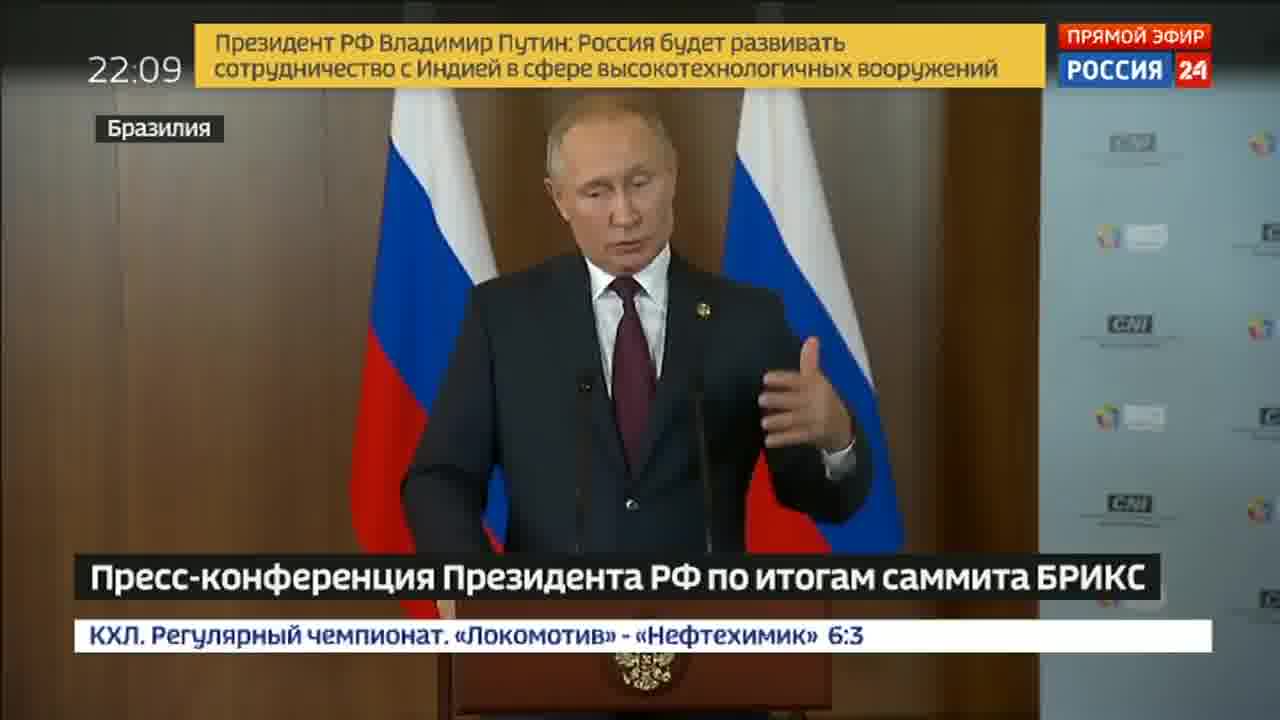 22:09
Президент РФ Владимир Путин: Россия будет развивать
сотрудничество с Индией в сфере высокотехнологичных вооружений
ПРЯМОЙ ЭФИР
РОССИЯ 24
Бразилия
CNI
CNI
CNI
Пресс-конференция Президента РФ по итогам саммита БРИКС
КХЛ. Регулярный чемпионат. «Локомотив» - «Нефтехимик» 6:3